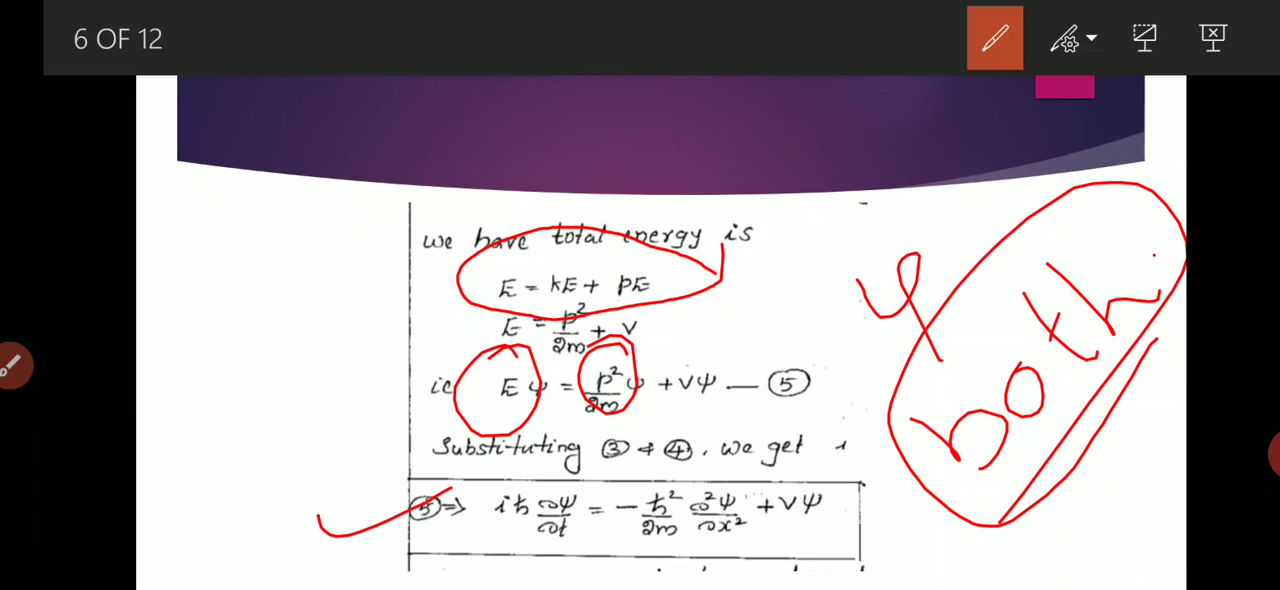 6 OF 12
we have total energy is
E = KE + PE
E = p²/2m + V
ie Eψ = p²/2m ψ + Vψ — ⑤
Substituting ③ & ④, we get
⑤ ⇒ iℏ ∂ψ/∂t = -ℏ²/2m ∂²ψ/∂x² + Vψ
ψ both